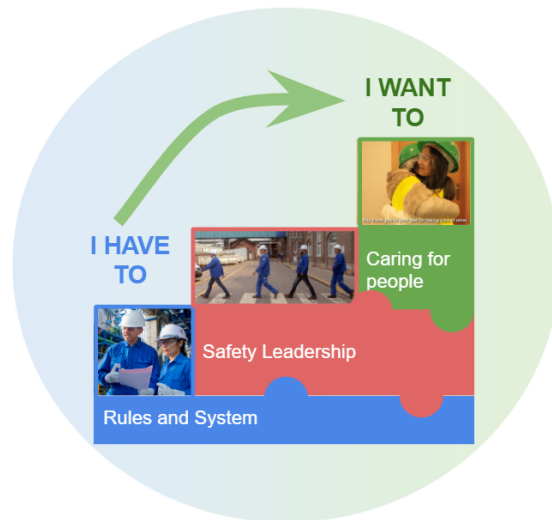 I WANT
TO
I HAVE
TO
Caring for
people
Safety Leadership
Rules and System